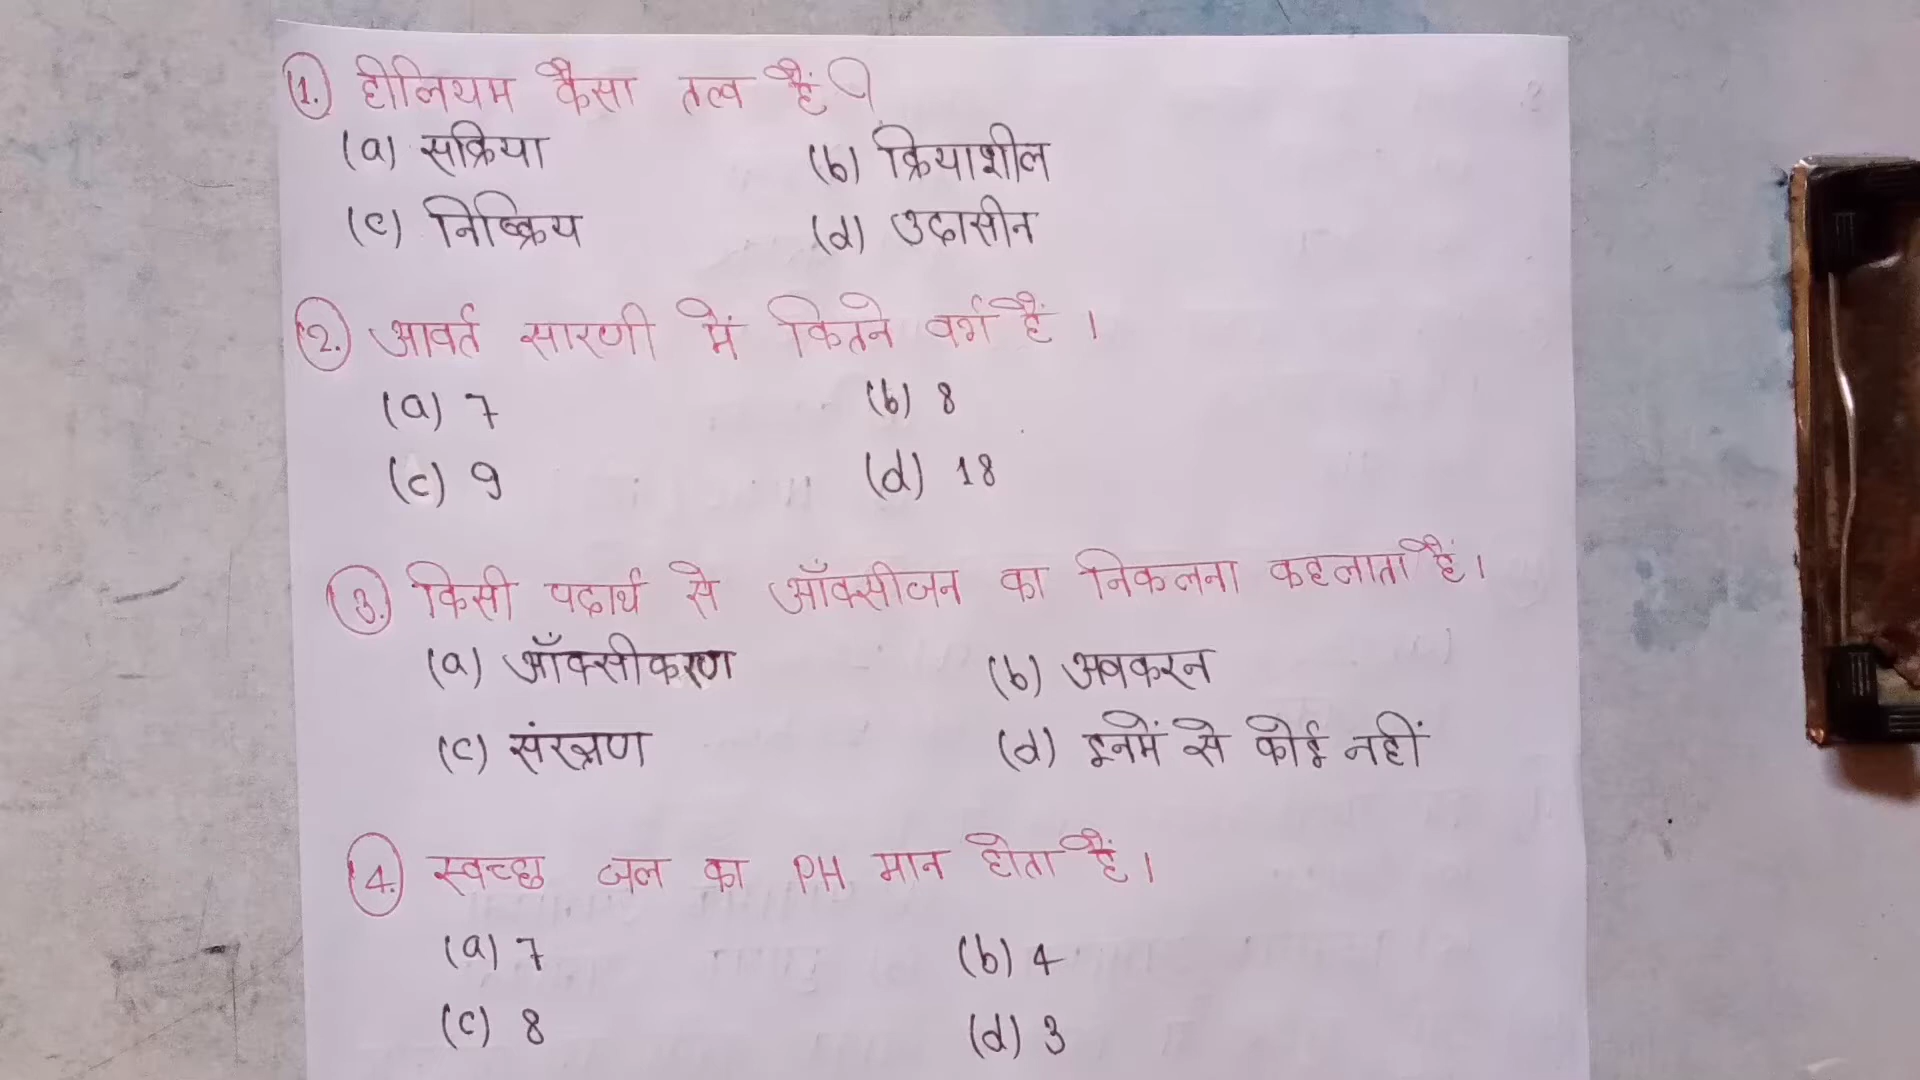 1. हीलियम कैसा तत्व हैं?
(a) सक्रिया (b) क्रियाशील
(c) निष्क्रिय (d) उदासीन
2. आवर्त सारणी में कितने वर्ग हैं।
(a) 7 (b) 8
(c) 9 (d) 18
3. किसी पदार्थ से ऑक्सीजन का निकलना कहलाता हैं।
(a) ऑक्सीकरण (b) अवकरन
(c) संरक्षण (d) इनमें से कोई नहीं
4. स्वच्छ जल का PH मान होता हैं।
(a) 7 (b) 4
(c) 8 (d) 3